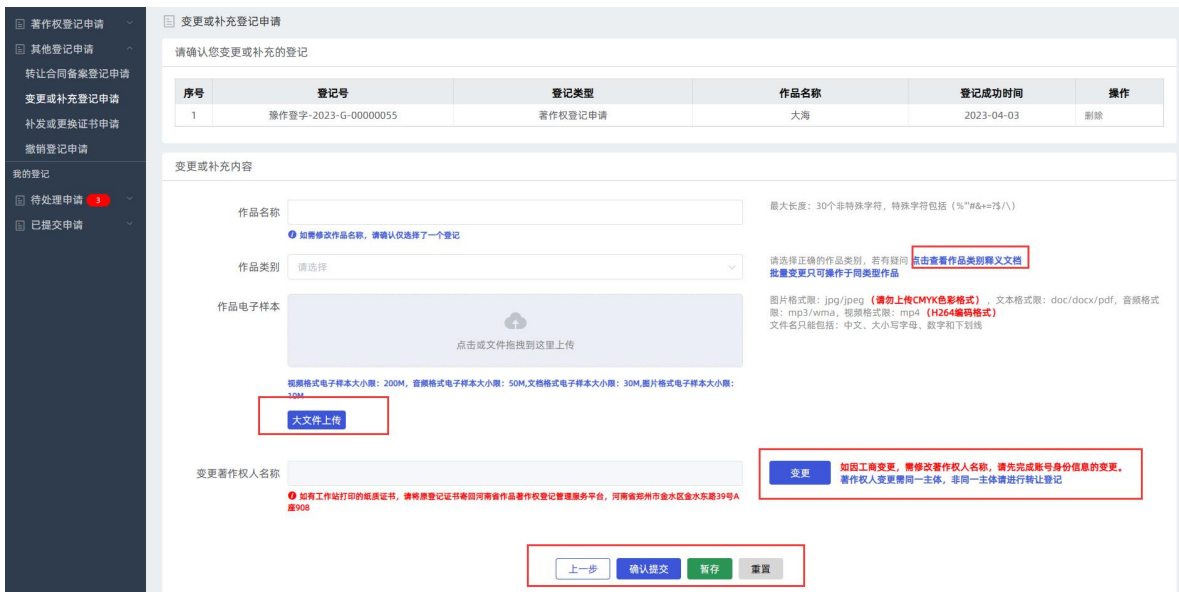 著作权登记申请
其他登记申请
转让合同备案登记申请
变更或补充登记申请
补发或更换证书申请
撤销登记申请
我的登记
待处理申请 3
已提交申请
变更或补充登记申请
请确认您变更或补充的登记
序号 登记号 登记类型 作品名称 登记成功时间 操作
1 豫作登字-2023-G-00000055 著作权登记申请 大海 2023-04-03 删除
变更或补充内容
作品名称
最大长度：30个非特殊字符，特殊字符包括（%'"#&+=?$/\）
如需修改作品名称，请确认仅选择了一个登记
作品类别 请选择
请选择正确的作品类别，若有疑问 点击查看作品类别释义文档
批量变更只可操作于同类型作品
作品电子样本
点击或文件拖拽到这里上传
图片格式限：jpg/jpeg（请勿上传CMYK色彩格式），文本格式限：doc/docx/pdf，音频格式
限：mp3/wma，视频格式限：mp4（H264编码格式）
文件名只能包括：中文、大小写字母、数字和下划线
视频格式电子样本大小限：200M，音频格式电子样本大小限：50M,文档格式电子样本大小限：30M,图片格式电子样本大小限：
10M
大文件上传
变更著作权人名称
变更
如因工商变更，需修改著作权人名称，请先完成账号身份信息的变更。
著作权人变更需同一主体，非同一主体请进行转让登记
如有工作站打印的纸质证书，请将原登记证书寄回河南省作品著作权登记管理服务平台，河南省郑州市金水区金水东路39号A
座908
上一步 确认提交 暂存 重置